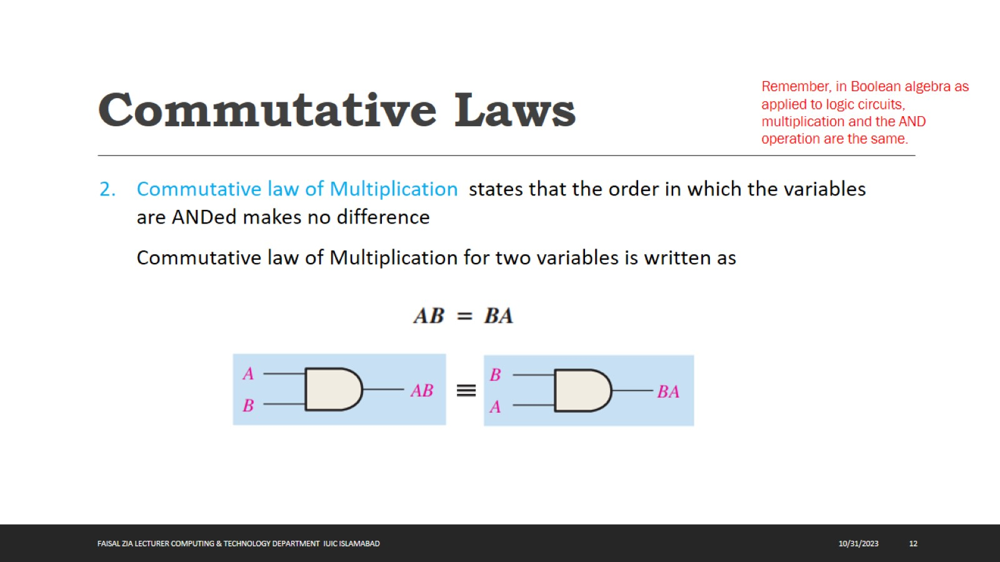 Commutative Laws
Remember, in Boolean algebra as
applied to logic circuits,
multiplication and the AND
operation are the same.
2. Commutative law of Multiplication states that the order in which the variables
are ANDed makes no difference
Commutative law of Multiplication for two variables is written as
AB = BA
A
B
AB
≡
B
A
BA
FAISAL ZIA LECTURER COMPUTING & TECHNOLOGY DEPARTMENT IUIC ISLAMABAD
10/31/2023
12